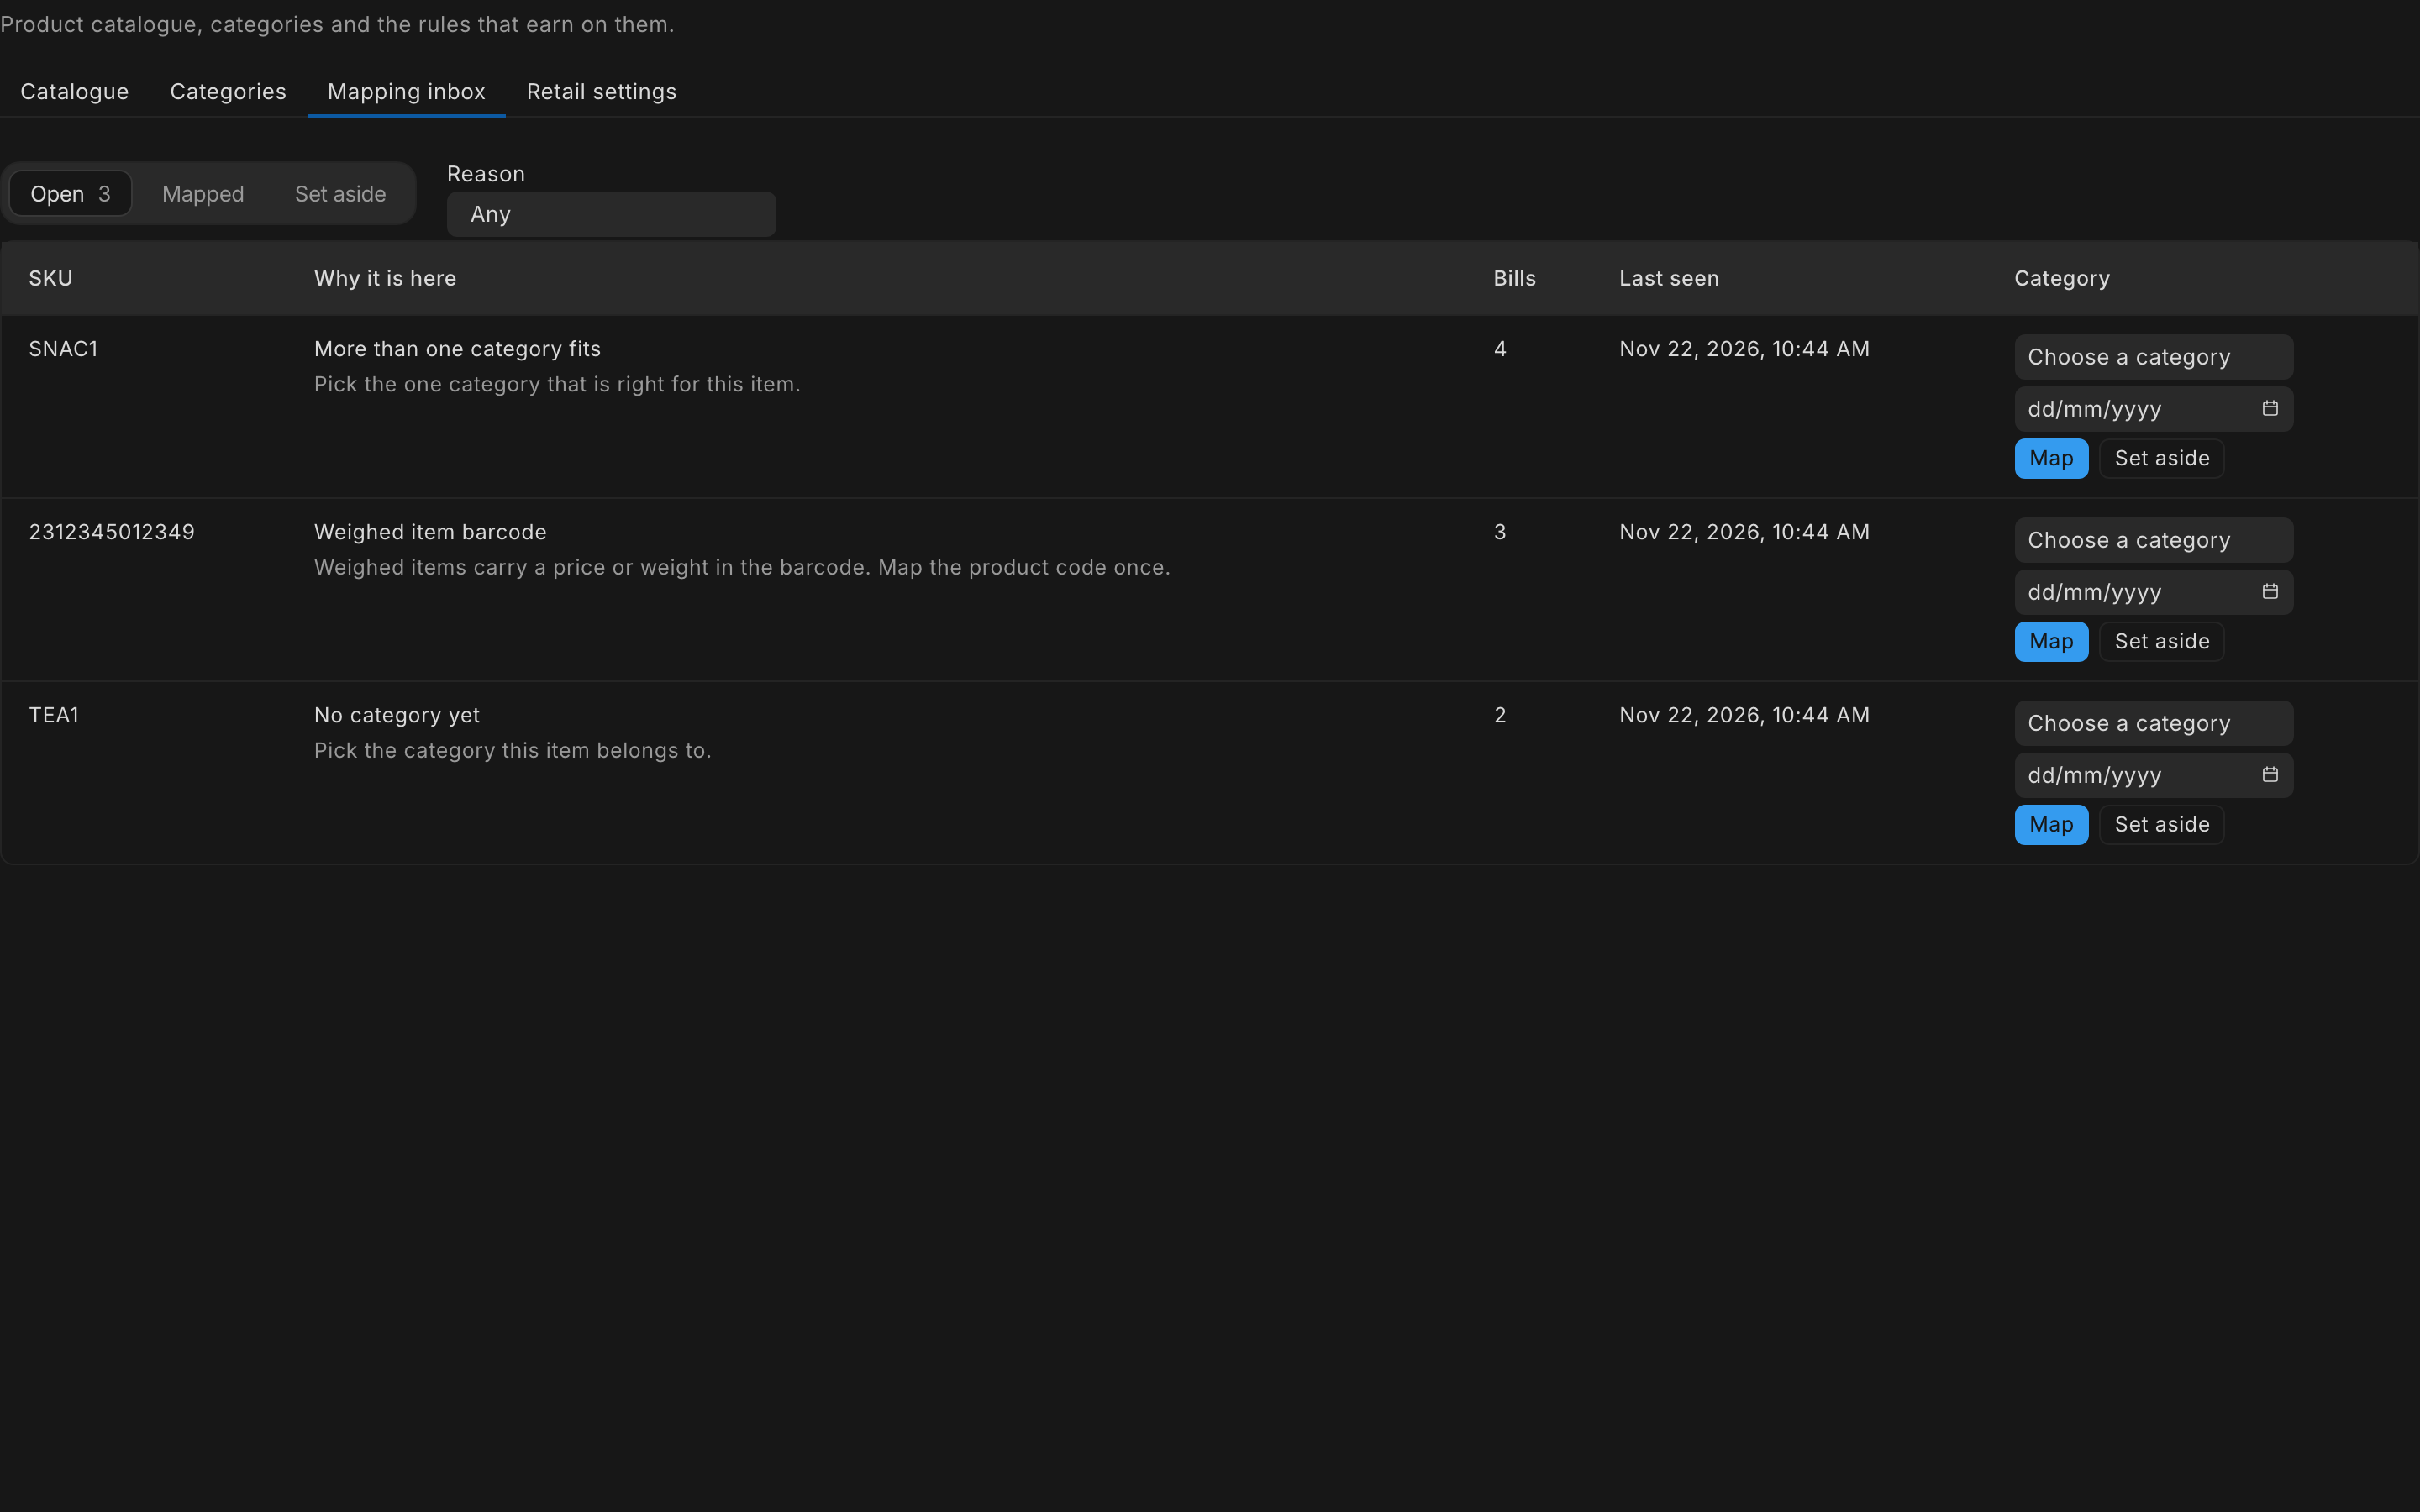 Product catalogue, categories and the rules that earn on them.
Catalogue Categories Mapping inbox Retail settings
Open 3 Mapped Set aside
Reason
Any
SKU Why it is here Bills Last seen Category
SNAC1 More than one category fits 4 Nov 22, 2026, 10:44 AM Choose a category
Pick the one category that is right for this item.
dd/mm/yyyy
Map Set aside
2312345012349 Weighed item barcode 3 Nov 22, 2026, 10:44 AM Choose a category
Weighed items carry a price or weight in the barcode. Map the product code once.
dd/mm/yyyy
Map Set aside
TEA1 No category yet 2 Nov 22, 2026, 10:44 AM Choose a category
Pick the category this item belongs to.
dd/mm/yyyy
Map Set aside